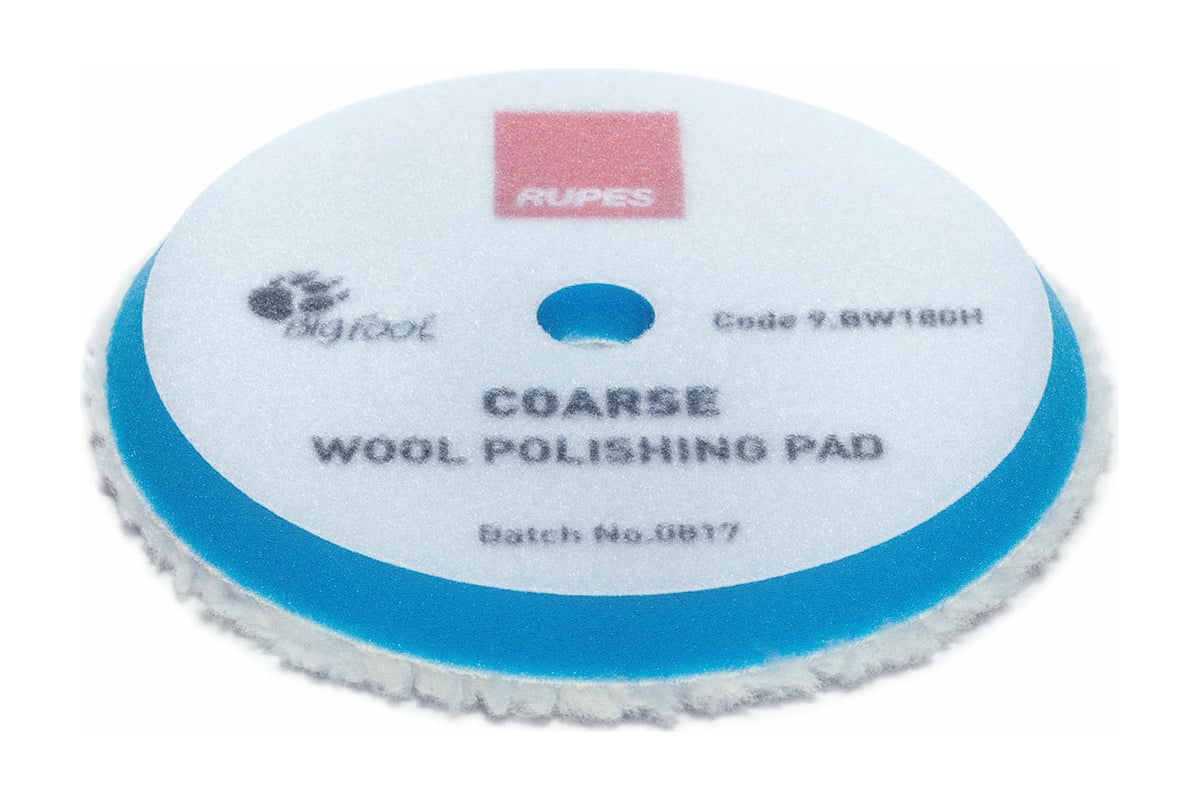 RUPES
BigFoot
Code 9.BW180H
COARSE
WOOL POLISHING PAD
Batch No.0817